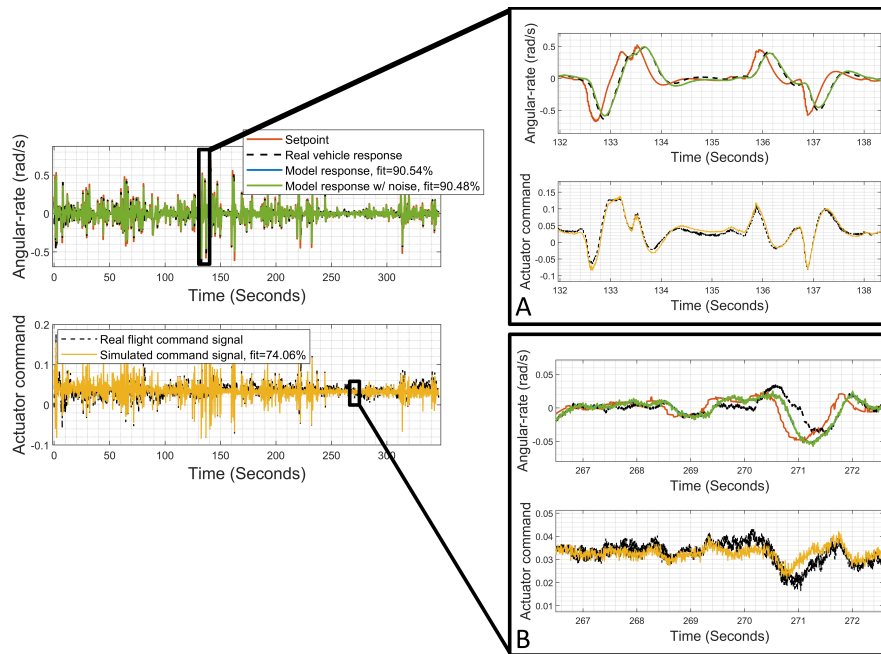 Setpoint
Real vehicle response
Model response, fit=90.54%
Model response w/ noise, fit=90.48%
Angular-rate (rad/s)
0.5
0
-0.5
0 50 100 150 200 250 300
Time (Seconds)
Real flight command signal
Simulated command signal, fit=74.06%
Actuator command
0.2
0.1
0
-0.1
0 50 100 150 200 250 300
Time (Seconds)
Angular-rate (rad/s)
0.5
0
-0.5
132 133 134 135 136 137 138
Time (Seconds)
Actuator command
0.15
0.1
0.05
0
-0.05
-0.1
132 133 134 135 136 137 138
Time (Seconds)
A
Angular-rate (rad/s)
0.05
0
-0.05
267 268 269 270 271 272
Time (Seconds)
Actuator command
0.05
0.04
0.03
0.02
0.01
267 268 269 270 271 272
Time (Seconds)
B